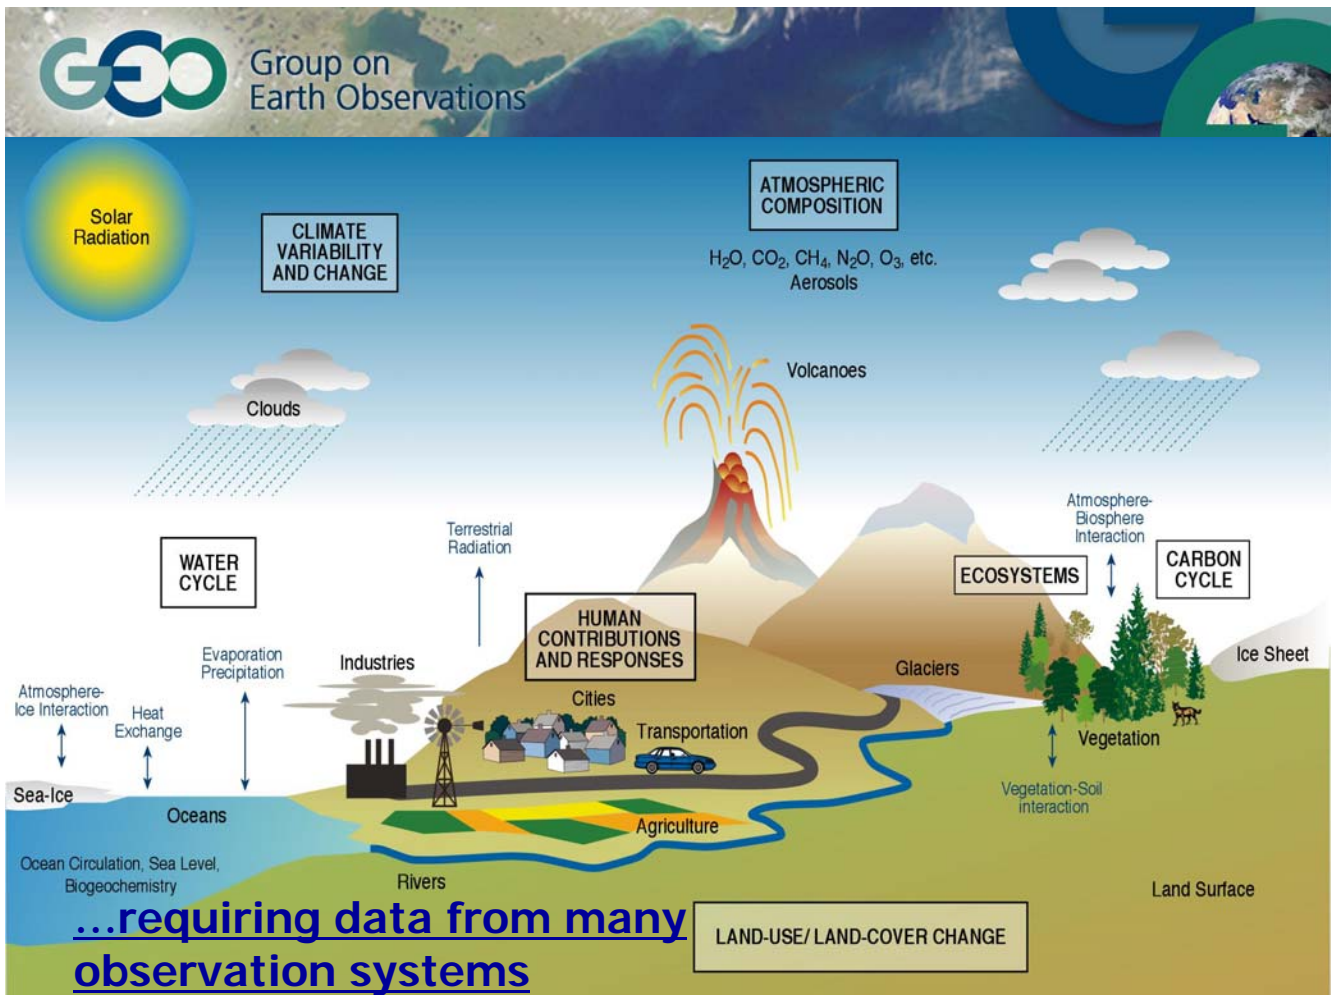 GEO
Group on
Earth Observations
Solar
Radiation
CLIMATE
VARIABILITY
AND CHANGE
ATMOSPHERIC
COMPOSITION
H₂O, CO₂, CH₄, N₂O, O₃, etc.
Aerosols
Volcanoes
Clouds
Atmosphere-
Biosphere
Interaction
Terrestrial
Radiation
WATER
CYCLE
ECOSYSTEMS
CARBON
CYCLE
HUMAN
CONTRIBUTIONS
AND RESPONSES
Evaporation
Precipitation
Industries
Ice Sheet
Glaciers
Atmosphere-
Ice Interaction
Heat
Exchange
Cities
Transportation
Vegetation
Sea-Ice
Oceans
Vegetation-Soil
interaction
Agriculture
Ocean Circulation, Sea Level,
Biogeochemistry
Rivers
Land Surface
...requiring data from many
observation systems
LAND-USE/ LAND-COVER CHANGE